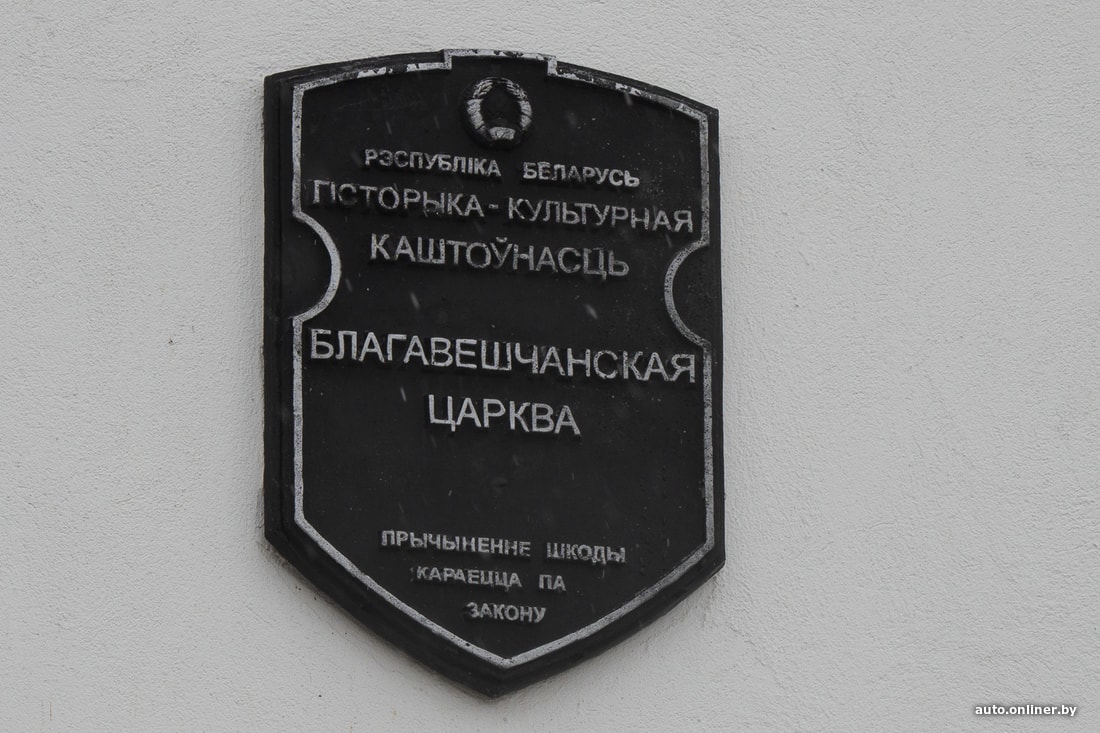 РЭСПУБЛІКА БЕЛАРУСЬ
ГІСТОРЫКА - КУЛЬТУРНАЯ
КАШТОЎНАСЦЬ
БЛАГАВЕШЧАНСКАЯ
ЦАРКВА
ПРЫЧЫНЕННЕ ШКОДЫ
КАРАЕЦЦА ПА
ЗАКОНУ
auto.onliner.by